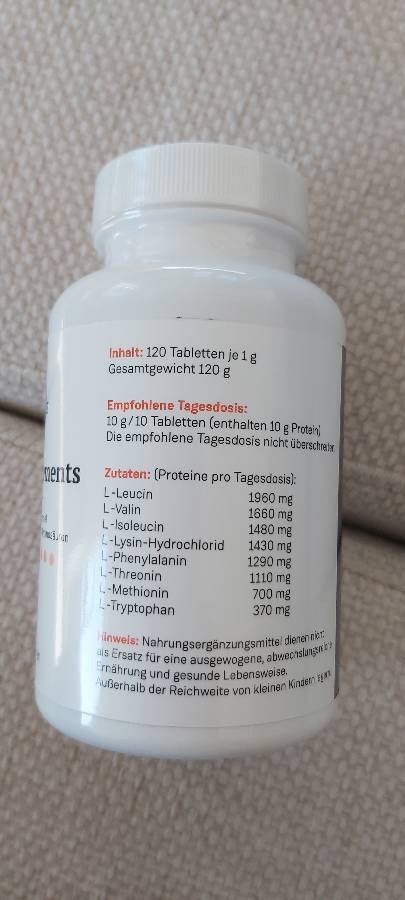 Inhalt: 120 Tabletten je 1 g
Gesamtgewicht 120 g
Empfohlene Tagesdosis:
10 g/10 Tabletten (enthalten 10 g Protein)
Die empfohlene Tagesdosis nicht überschreiten
ments
Zutaten: (Proteine pro Tagesdosis):
L-Leucin 1960 mg
L-Valin 1660 mg
L-Isoleucin 1480 mg
L-Lysin-Hydrochlorid 1430 mg
L-Phenylalanin 1290 mg
L-Threonin 1110 mg
L-Methionin 700 mg
L-Tryptophan 370 mg
Hinweis: Nahrungsergänzungsmittel dienen nicht
als Ersatz für eine ausgewogene, abwechslungsreiche
Ernährung und gesunde Lebensweise.
Außerhalb der Reichweite von kleinen Kindern